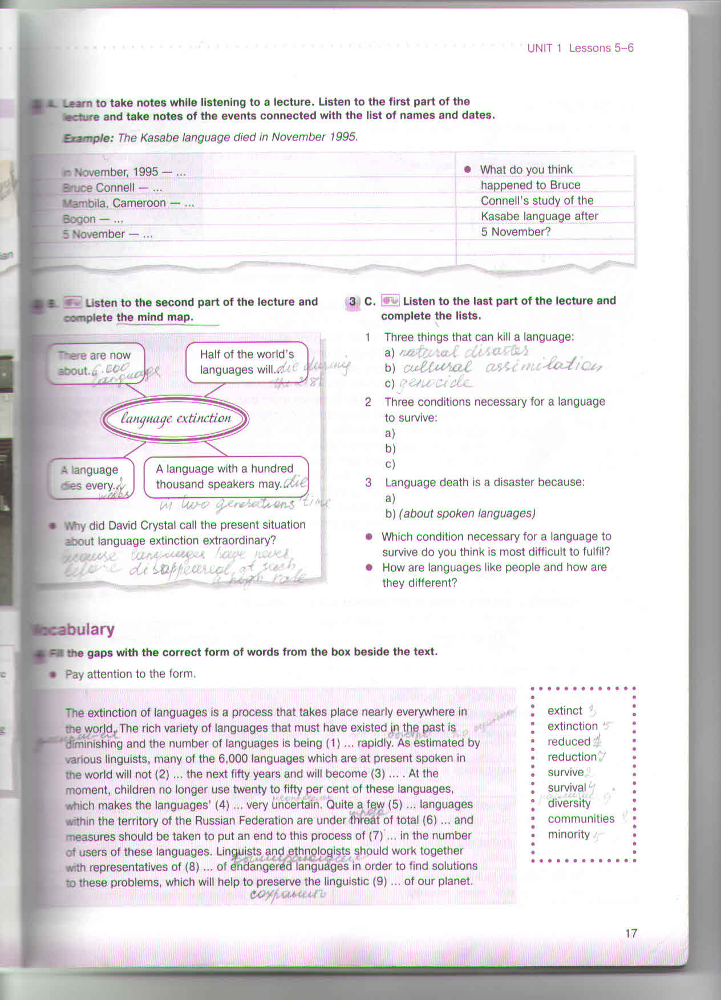 UNIT 1 Lessons 5–6
A. Learn to take notes while listening to a lecture. Listen to the first part of the
lecture and take notes of the events connected with the list of names and dates.
Example: The Kasabe language died in November 1995.
in November, 1995 — ...
Bruce Connell — ...
Mambila, Cameroon — ...
Bogon — ...
5 November — ...
● What do you think
happened to Bruce
Connell's study of the
Kasabe language after
5 November?
B. Listen to the second part of the lecture and
complete the mind map.
There are now
about. 6.000
language
Half of the world's
languages will... die during
the 21st
language extinction
A language
dies every... 2
weeks
A language with a hundred
thousand speakers may... die
in two generations' time
● Why did David Crystal call the present situation
about language extinction extraordinary?
because languages have never
before disappeared at such
a high rate
3 C. Listen to the last part of the lecture and
complete the lists.
1 Three things that can kill a language:
a) natural disaster
b) cultural assimilation
c) genocide
2 Three conditions necessary for a language
to survive:
a)
b)
c)
3 Language death is a disaster because:
a)
b) (about spoken languages)
● Which condition necessary for a language to
survive do you think is most difficult to fulfil?
● How are languages like people and how are
they different?
Vocabulary
Fill the gaps with the correct form of words from the box beside the text.
● Pay attention to the form.
The extinction of languages is a process that takes place nearly everywhere in
the world. The rich variety of languages that must have existed in the past is
diminishing and the number of languages is being (1) ... rapidly. As estimated by
various linguists, many of the 6,000 languages which are at present spoken in
the world will not (2) ... the next fifty years and will become (3) ... . At the
moment, children no longer use twenty to fifty per cent of these languages,
which makes the languages' (4) ... very uncertain. Quite a few (5) ... languages
within the territory of the Russian Federation are under threat of total (6) ... and
measures should be taken to put an end to this process of (7) ... in the number
of users of these languages. Linguists and ethnologists should work together
with representatives of (8) ... of endangered languages in order to find solutions
to these problems, which will help to preserve the linguistic (9) ... of our planet.
сохранить
extinct 3
extinction 5
reduced 1
reduction 7
survive 2
survival 4
diversity 9
communities 8
minority 5
17